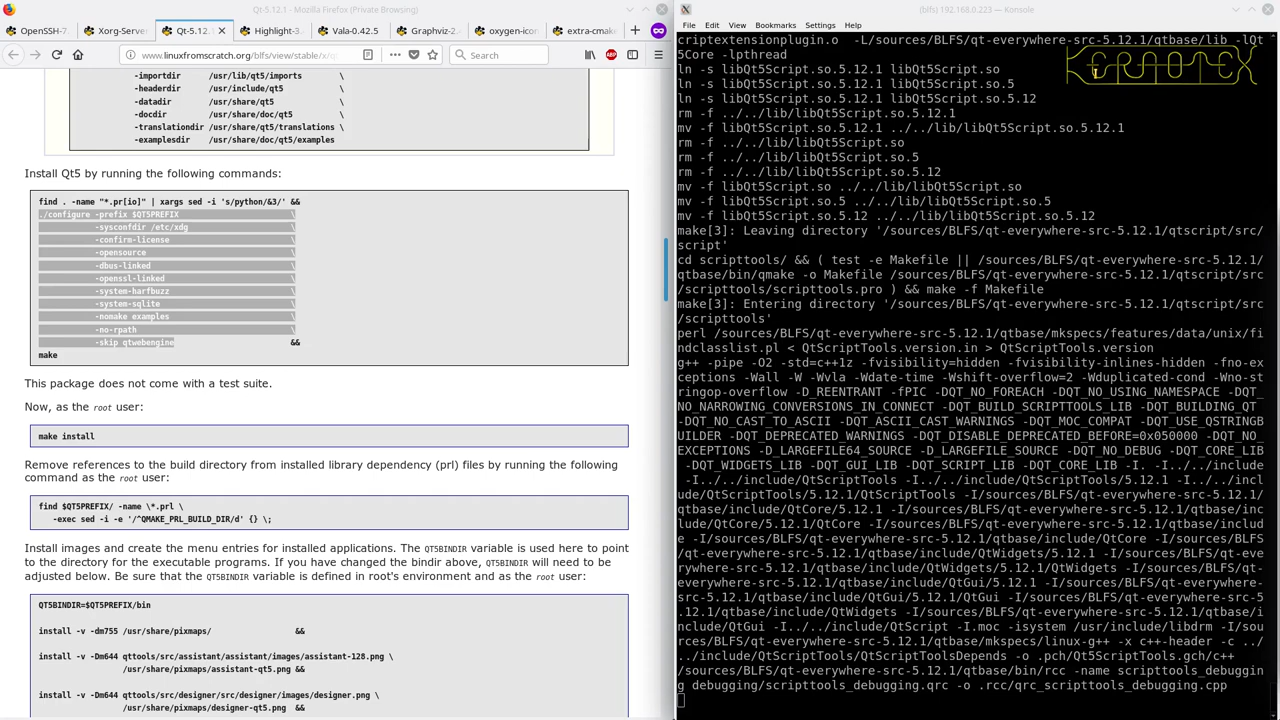 Qt-5.12.1 - Mozilla Firefox (Private Browsing)
OpenSSH-7
Xorg-Server
Qt-5.12.1
Highlight-3.
Vala-0.42.5
Graphviz-2.
oxygen-icon
extra-cmake
www.linuxfromscratch.org/blfs/view/stable/x/q
Search
-importdir /usr/lib/qt5/imports \
-headerdir /usr/include/qt5 \
-datadir /usr/share/qt5 \
-docdir /usr/share/doc/qt5 \
-translationdir /usr/share/qt5/translations \
-examplesdir /usr/share/doc/qt5/examples
Install Qt5 by running the following commands:
find . -name "*.pr[io]" | xargs sed -i 's/python/&3/' &&
./configure -prefix $QT5PREFIX \
-sysconfdir /etc/xdg \
-confirm-license \
-opensource \
-dbus-linked \
-openssl-linked \
-system-harfbuzz \
-system-sqlite \
-nomake examples \
-no-rpath \
-skip qtwebengine &&
make
This package does not come with a test suite.
Now, as the root user:
make install
Remove references to the build directory from installed library dependency (prl) files by running the following
command as the root user:
find $QT5PREFIX/ -name \*.prl \
-exec sed -i -e '/^QMAKE_PRL_BUILD_DIR/d' {} \;
Install images and create the menu entries for installed applications. The QT5BINDIR variable is used here to point
to the directory for the executable programs. If you have changed the bindir above, QT5BINDIR will need to be
adjusted below. Be sure that the QT5BINDIR variable is defined in root's environment and as the root user:
QT5BINDIR=$QT5PREFIX/bin
install -v -dm755 /usr/share/pixmaps/ &&
install -v -Dm644 qttools/src/assistant/assistant/images/assistant-128.png \
/usr/share/pixmaps/assistant-qt5.png &&
install -v -Dm644 qttools/src/designer/src/designer/images/designer.png \
/usr/share/pixmaps/designer-qt5.png &&
(blfs) 192.168.0.223 — Konsole
File Edit View Bookmarks Settings Help
criptextensionplugin.o -L/sources/BLFS/qt-everywhere-src-5.12.1/qtbase/lib -lQt
5Core -lpthread
ln -s libQt5Script.so.5.12.1 libQt5Script.so
ln -s libQt5Script.so.5.12.1 libQt5Script.so.5
ln -s libQt5Script.so.5.12.1 libQt5Script.so.5.12
rm -f ../../lib/libQt5Script.so.5.12.1
mv -f libQt5Script.so.5.12.1 ../../lib/libQt5Script.so.5.12.1
rm -f ../../lib/libQt5Script.so
rm -f ../../lib/libQt5Script.so.5
rm -f ../../lib/libQt5Script.so.5.12
mv -f libQt5Script.so ../../lib/libQt5Script.so
mv -f libQt5Script.so.5 ../../lib/libQt5Script.so.5
mv -f libQt5Script.so.5.12 ../../lib/libQt5Script.so.5.12
make[3]: Leaving directory '/sources/BLFS/qt-everywhere-src-5.12.1/qtscript/src/
script'
cd scripttools/ && ( test -e Makefile || /sources/BLFS/qt-everywhere-src-5.12.1/
qtbase/bin/qmake -o Makefile /sources/BLFS/qt-everywhere-src-5.12.1/qtscript/src
/scripttools/scripttools.pro ) && make -f Makefile
make[3]: Entering directory '/sources/BLFS/qt-everywhere-src-5.12.1/qtscript/src
/scripttools'
perl /sources/BLFS/qt-everywhere-src-5.12.1/qtbase/mkspecs/features/data/unix/fi
ndclasslist.pl < QtScriptTools.version.in > QtScriptTools.version
g++ -pipe -O2 -std=c++1z -fvisibility=hidden -fvisibility-inlines-hidden -fno-ex
ceptions -Wall -W -Wvla -Wdate-time -Wshift-overflow=2 -Wduplicated-cond -Wno-st
ringop-overflow -D_REENTRANT -fPIC -DQT_NO_FOREACH -DQT_NO_USING_NAMESPACE -DQT_
NO_NARROWING_CONVERSIONS_IN_CONNECT -DQT_BUILD_SCRIPTTOOLS_LIB -DQT_BUILDING_QT
-DQT_NO_CAST_TO_ASCII -DQT_ASCII_CAST_WARNINGS -DQT_MOC_COMPAT -DQT_USE_QSTRINGB
UILDER -DQT_DEPRECATED_WARNINGS -DQT_DISABLE_DEPRECATED_BEFORE=0x050000 -DQT_NO_
EXCEPTIONS -D_LARGEFILE64_SOURCE -D_LARGEFILE_SOURCE -DQT_NO_DEBUG -DQT_CORE_LIB
-DQT_WIDGETS_LIB -DQT_GUI_LIB -DQT_SCRIPT_LIB -DQT_CORE_LIB -I. -I../../include
-I../../include/QtScriptTools -I../../include/QtScriptTools/5.12.1 -I../../incl
ude/QtScriptTools/5.12.1/QtScriptTools -I/sources/BLFS/qt-everywhere-src-5.12.1/
qtbase/include/QtCore/5.12.1 -I/sources/BLFS/qt-everywhere-src-5.12.1/qtbase/inc
lude/QtCore/5.12.1/QtCore -I/sources/BLFS/qt-everywhere-src-5.12.1/qtbase/includ
e -I/sources/BLFS/qt-everywhere-src-5.12.1/qtbase/include/QtCore -I/sources/BLFS
/qt-everywhere-src-5.12.1/qtbase/include/QtWidgets/5.12.1 -I/sources/BLFS/qt-eve
rywhere-src-5.12.1/qtbase/include/QtWidgets/5.12.1/QtWidgets -I/sources/BLFS/qt-
everywhere-src-5.12.1/qtbase/include/QtGui/5.12.1 -I/sources/BLFS/qt-everywhere-
src-5.12.1/qtbase/include/QtGui/5.12.1/QtGui -I/sources/BLFS/qt-everywhere-src-5
.12.1/qtbase/include/QtWidgets -I/sources/BLFS/qt-everywhere-src-5.12.1/qtbase/i
nclude/QtGui -I../../include/QtScript -I.moc -isystem /usr/include/libdrm -I/sou
rces/BLFS/qt-everywhere-src-5.12.1/qtbase/mkspecs/linux-g++ -x c++-header -c ../
../include/QtScriptTools/QtScriptToolsDepends -o .pch/Qt5ScriptTools.gch/c++
/sources/BLFS/qt-everywhere-src-5.12.1/qtbase/bin/rcc -name scripttools_debuggin
g debugging/scripttools_debugging.qrc -o .rcc/qrc_scripttools_debugging.cpp